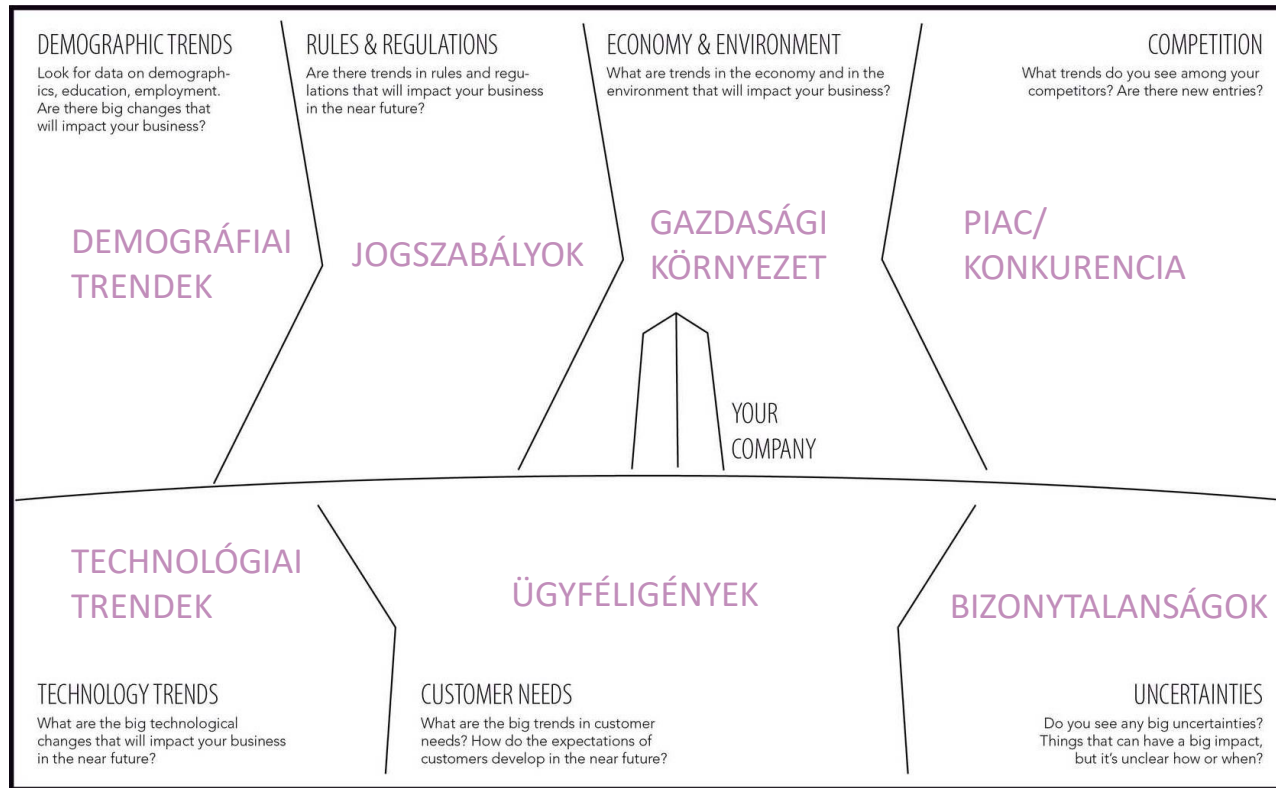 DEMOGRAPHIC TRENDS
Look for data on demograph-
ics, education, employment.
Are there big changes that
will impact your business?
DEMOGRÁFIAI
TRENDEK
RULES & REGULATIONS
Are there trends in rules and regu-
lations that will impact your business
in the near future?
JOGSZABÁLYOK
ECONOMY & ENVIRONMENT
What are trends in the economy and in the
environment that will impact your business?
GAZDASÁGI
KÖRNYEZET
COMPETITION
What trends do you see among your
competitors? Are there new entries?
PIAC/
KONKURENCIA
YOUR
COMPANY
TECHNOLÓGIAI
TRENDEK
TECHNOLOGY TRENDS
What are the big technological
changes that will impact your business
in the near future?
ÜGYFÉLIGÉNYEK
CUSTOMER NEEDS
What are the big trends in customer
needs? How do the expectations of
customers develop in the near future?
BIZONYTALANSÁGOK
UNCERTAINTIES
Do you see any big uncertainties?
Things that can have a big impact,
but it's unclear how or when?